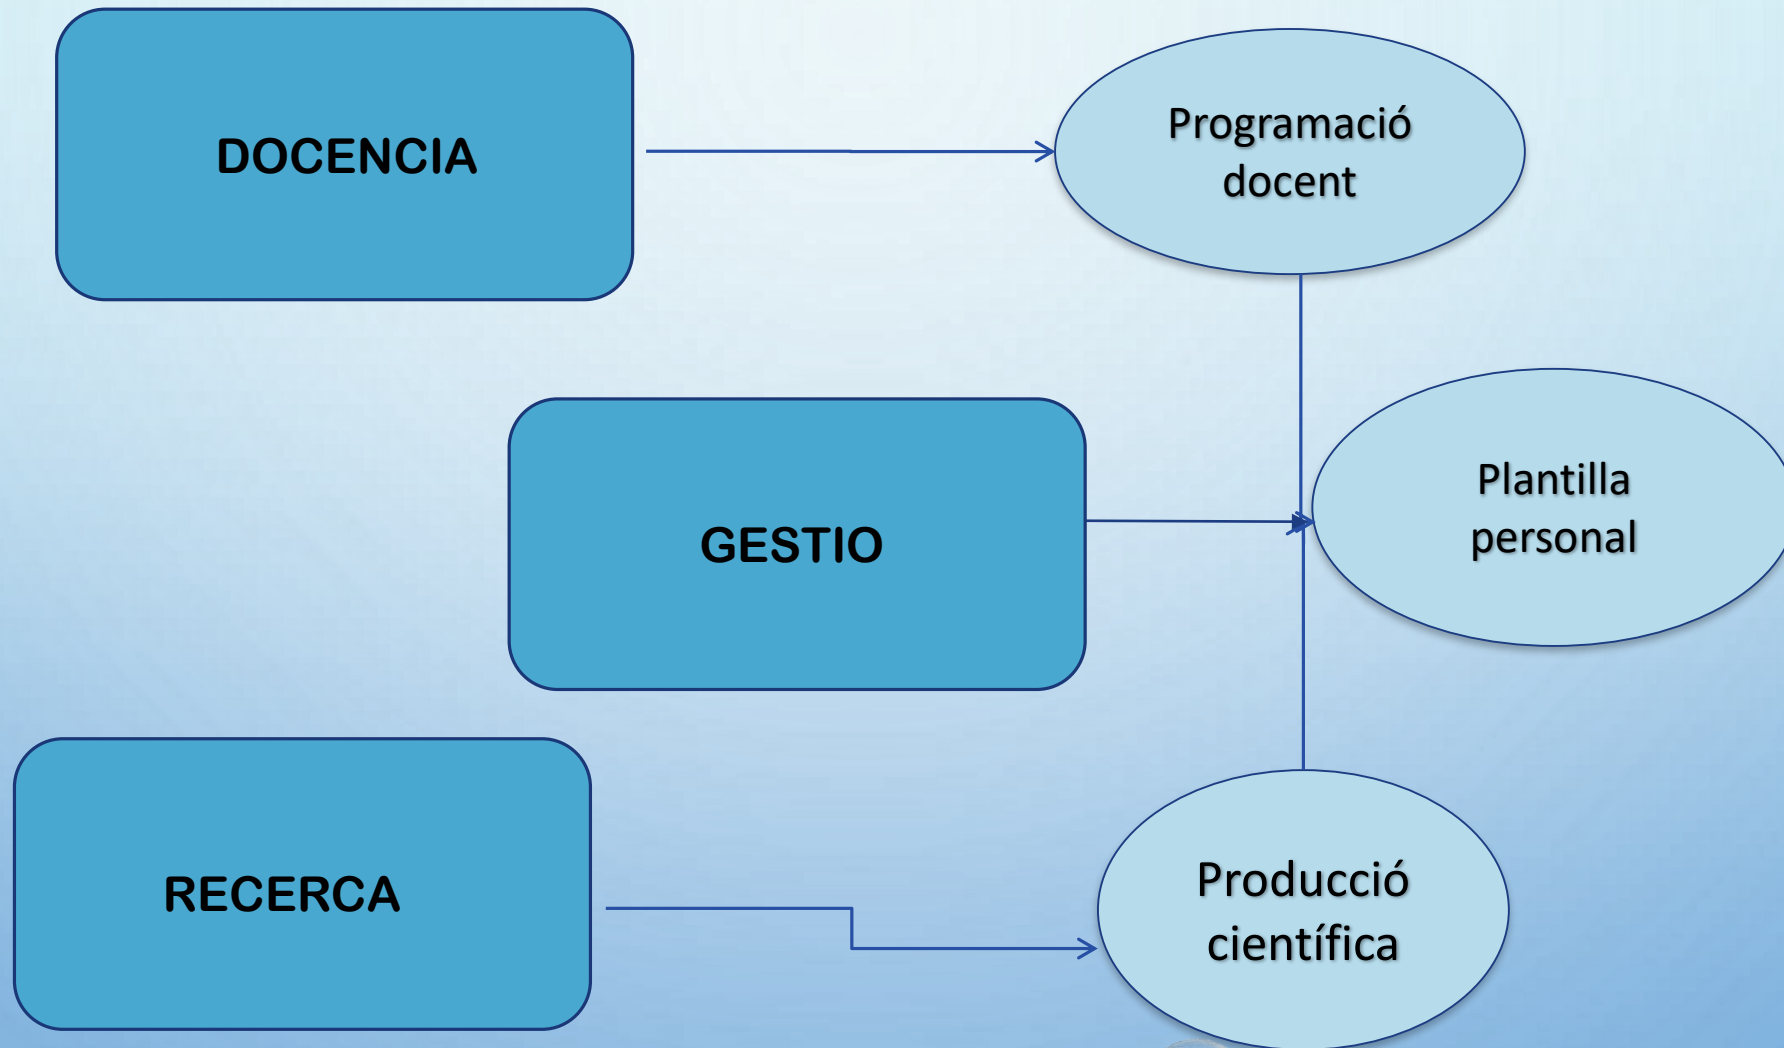 DOCENCIA
Programació
docent
GESTIO
Plantilla
personal
RECERCA
Producció
científica